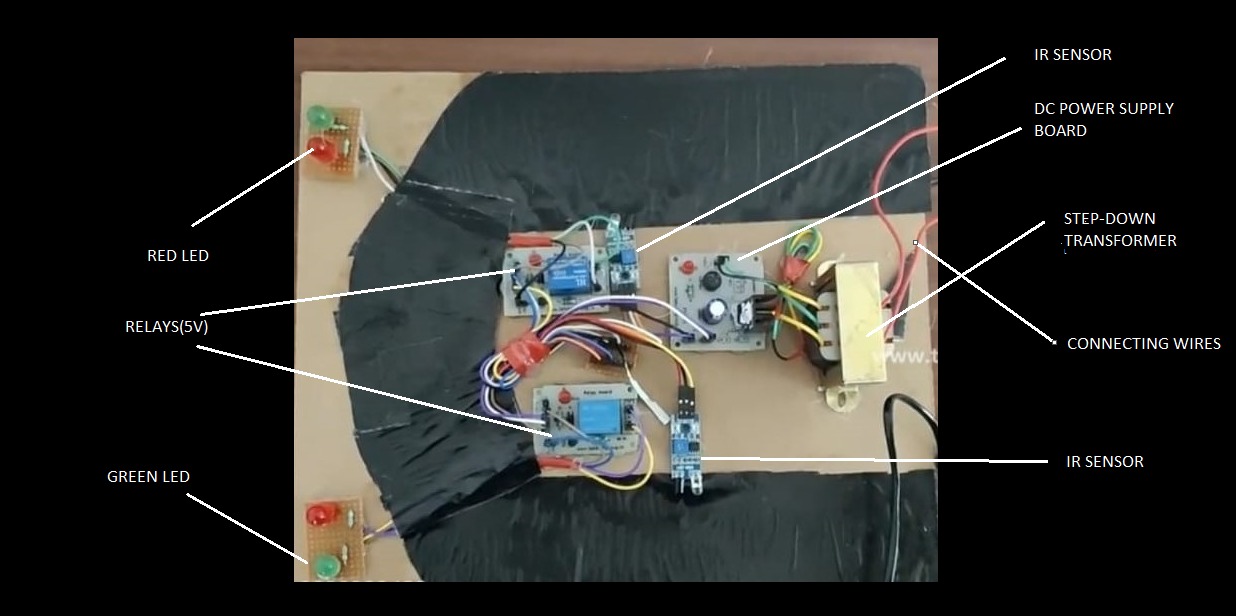 IR SENSOR
DC POWER SUPPLY
BOARD
STEP-DOWN
TRANSFORMER
RED LED
RELAYS(5V)
CONNECTING WIRES
www.t
IR SENSOR
GREEN LED